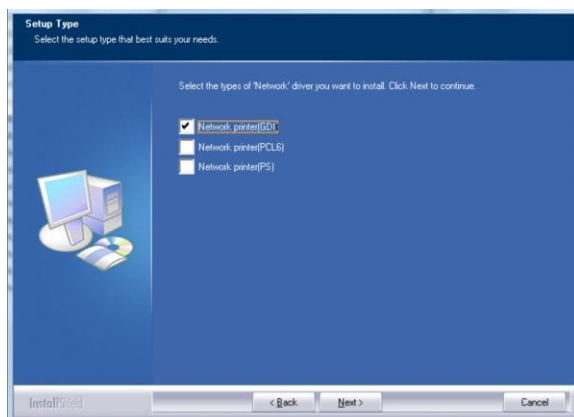 Setup Type
Select the setup type that best suits your needs.
Select the types of 'Network' driver you want to install. Click Next to continue.
Network printer(GDI)
Network printer(PCL6)
Network printer(PS)
InstallShield
< Back
Next >
Cancel